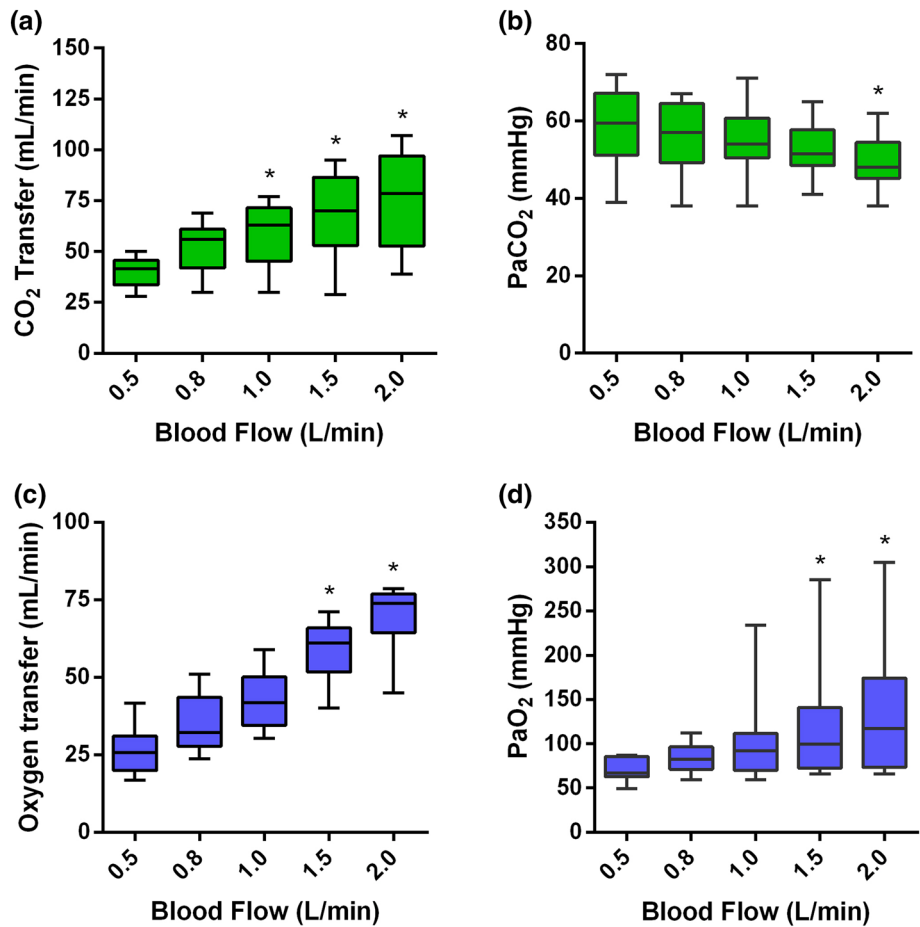 (a)
CO₂ Transfer (mL/min)
150
125
100
75
50
25
0
* * *
0.5 0.8 1.0 1.5 2.0
Blood Flow (L/min)
(b)
PaCO₂ (mmHg)
80
60
40
20
0
*
0.5 0.8 1.0 1.5 2.0
Blood Flow (L/min)
(c)
Oxygen transfer (mL/min)
100
75
50
25
0
* *
0.5 0.8 1.0 1.5 2.0
Blood Flow (L/min)
(d)
PaO₂ (mmHg)
350
300
250
200
150
100
50
0
* *
0.5 0.8 1.0 1.5 2.0
Blood Flow (L/min)